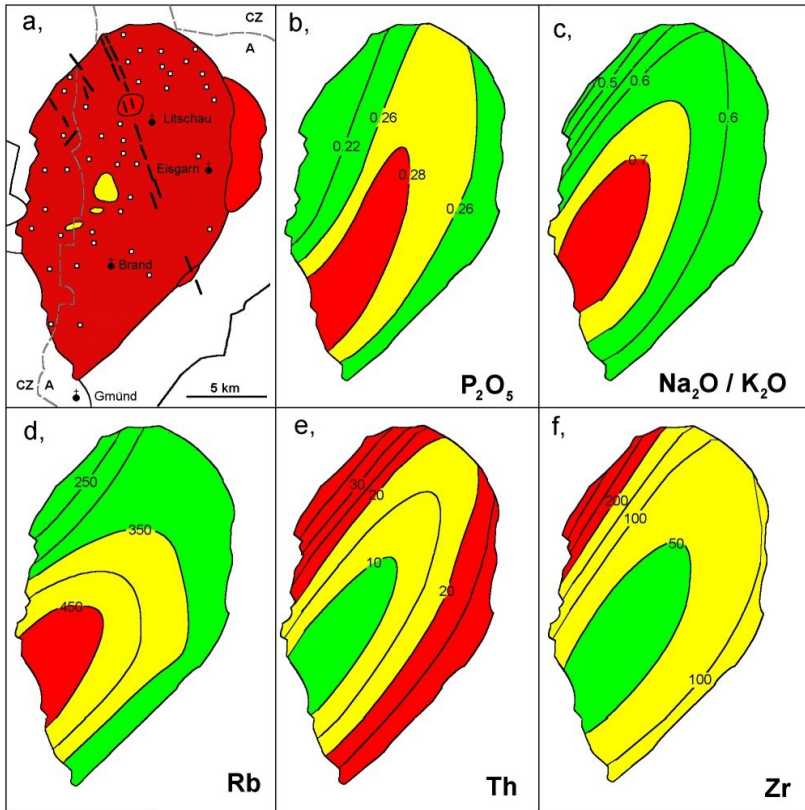 a,
CZ
A
Litschau
Eisgarn
Brand
CZ
A
Gmünd
5 km
b,
0.26
0.22
0.28
0.26
P₂O₅
c,
0.5
0.6
0.6
0.7
Na₂O / K₂O
d,
250
350
450
Rb
e,
30
20
10
20
Th
f,
200
100
50
100
Zr